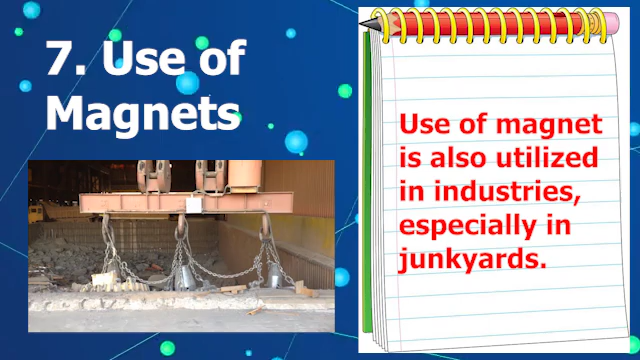 7. Use of
Magnets
Use of magnet
is also utilized
in industries,
especially in
junkyards.